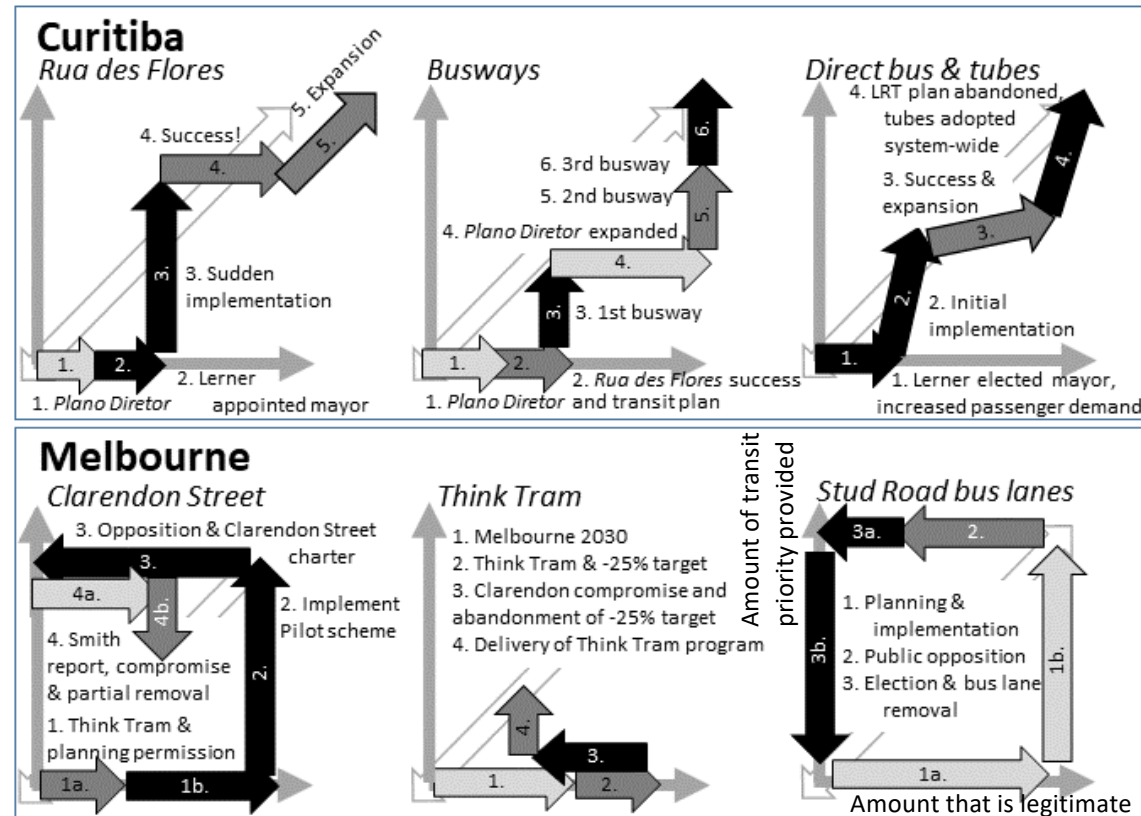 Curitiba
Rua des Flores
5. Expansion
4. Success!
4.
5.
3.
3. Sudden
implementation
1.
2.
2. Lerner
1. Plano Diretor
appointed mayor
Busways
6.
6. 3rd busway
5. 2nd busway
5.
4. Plano Diretor expanded
4.
3.
3. 1st busway
1.
2.
2. Rua des Flores success
1. Plano Diretor and transit plan
Direct bus & tubes
4. LRT plan abandoned,
tubes adopted
system-wide
4.
3. Success &
expansion
3.
2.
2. Initial
implementation
1.
1. Lerner elected mayor,
increased passenger demand
Melbourne
Clarendon Street
3. Opposition & Clarendon Street
charter
3.
4a.
4b.
2. Implement
Pilot scheme
2.
4. Smith
report, compromise
& partial removal
1. Think Tram &
planning permission
1a.
1b.
Think Tram
1. Melbourne 2030
2. Think Tram & -25% target
3. Clarendon compromise and
abandonment of -25% target
4. Delivery of Think Tram program
4.
3.
1.
2.
Amount of transit
priority provided
Stud Road bus lanes
3a.
2.
3b.
1. Planning &
implementation
2. Public opposition
3. Election & bus lane
removal
1b.
1a.
Amount that is legitimate